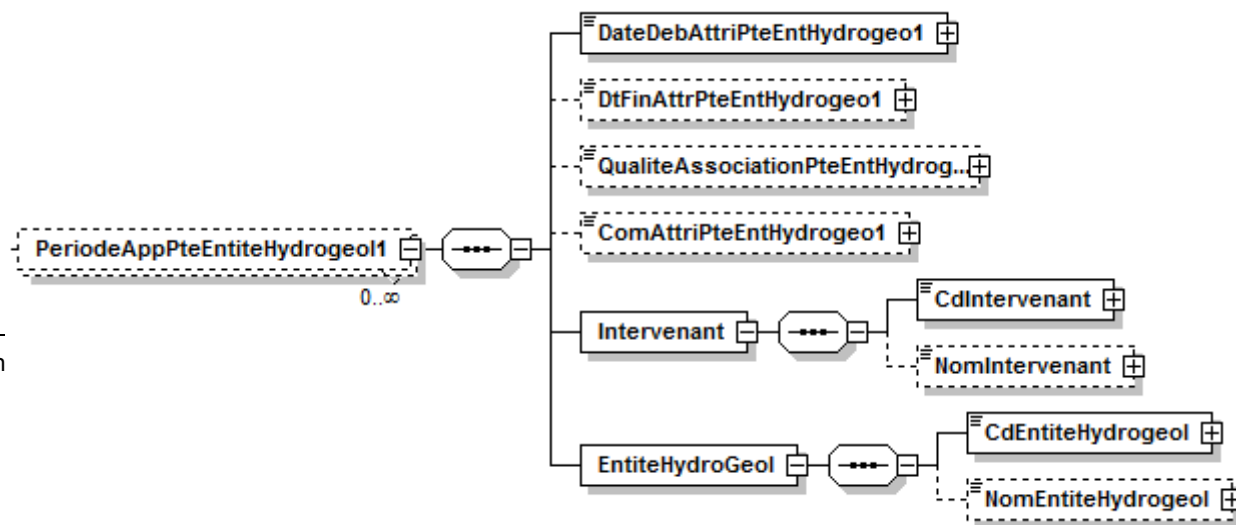 DateDebAttriPteEntHydrogeo1
DtFinAttrPteEntHydrogeo1
QualiteAssociationPteEntHydrog...
ComAttriPteEntHydrogeo1
PeriodeAppPteEntiteHydrogeol1
0..∞
n
Intervenant
CdIntervenant
NomIntervenant
EntiteHydroGeol
CdEntiteHydrogeol
NomEntiteHydrogeol